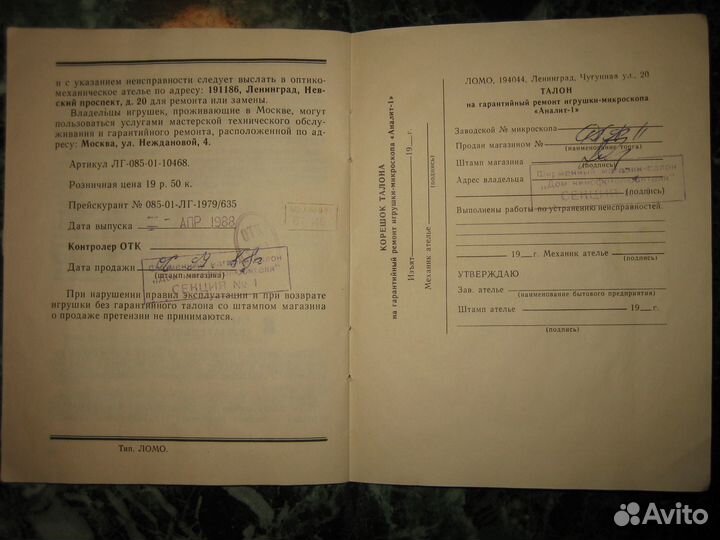 и с указанием неисправности следует выслать в оптико-
механическое ателье по адресу: 191186, Ленинград, Нев-
ский проспект, д. 20 для ремонта или замены.
Владельцы игрушек, проживающие в Москве, могут
пользоваться услугами мастерской технического обслу-
живания и гарантийного ремонта, расположенной по ад-
ресу: Москва, ул. Неждановой, 4.
Артикул ЛГ-085-01-10468.
Розничная цена 19 р. 50 к.
Прейскурант № 085-01-ЛГ-1979/635
Дата выпуска АПР 1988
Контролер ОТК ОТК
Дата продажи
(штамп магазина)
СЕКЦИЯ № 1
При нарушении правил эксплуатации и при возврате
игрушки без гарантийного талона со штампом магазина
о продаже претензии не принимаются.
Тип. ЛОМО.
КОРЕШОК ТАЛОНА
на гарантийный ремонт игрушки-микроскопа «Аналит-1»
Изъят 19 г.
Механик ателье
(подпись)
ЛОМО, 194044, Ленинград, Чугунная ул., 20
ТАЛОН
на гарантийный ремонт игрушки-микроскопа
«Аналит-1»
Заводской № микроскопа
Продан магазином №
(наименование торга)
Штамп магазина
(подпись)
Фирменный магазин-салон
Адрес владельца
СЕКЦИЯ
(подпись)
Выполнены работы по устранению неисправностей:
19 г. Механик ателье
(подпись)
УТВЕРЖДАЮ
Зав. ателье
(наименование бытового предприятия)
Штамп ателье 19 г.
(подпись)
Avito